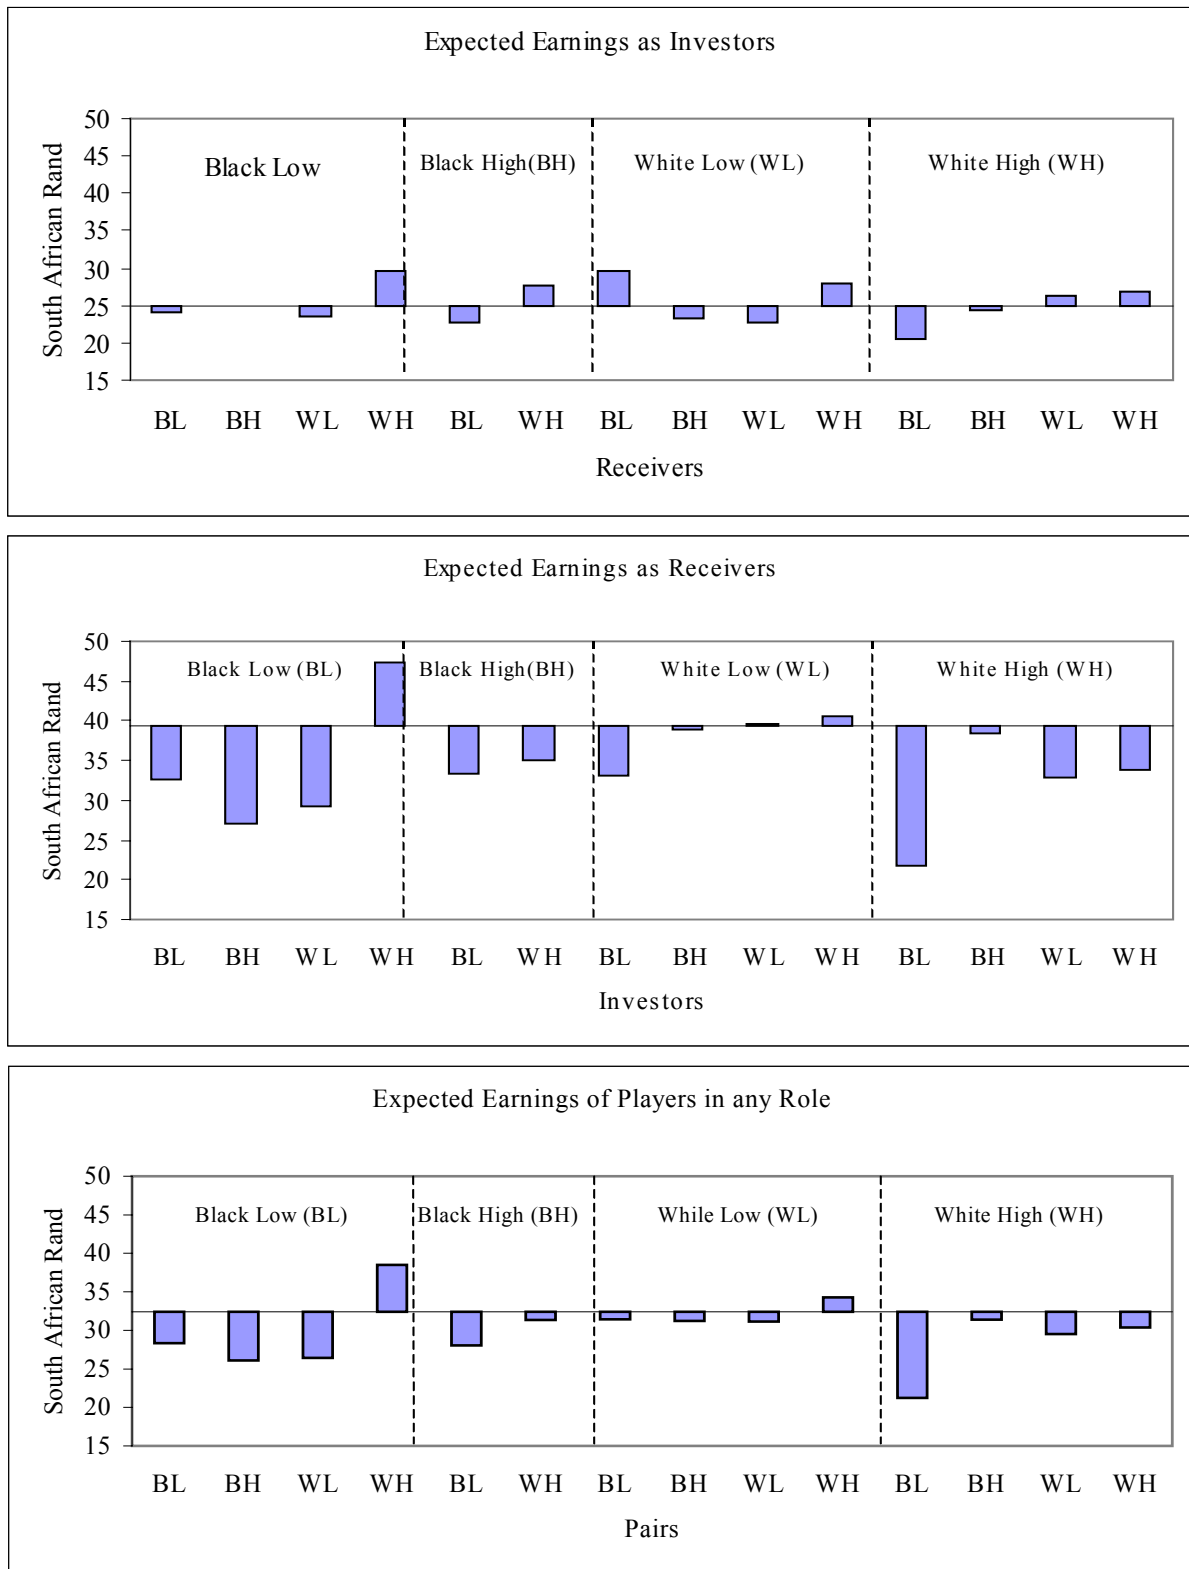 Expected Earnings as Investors
South African Rand
50
45
40
35
30
25
20
15
Black Low
Black High(BH)
White Low (WL)
White High (WH)
BL BH WL WH BL WH BL BH WL WH BL BH WL WH
Receivers
Expected Earnings as Receivers
South African Rand
50
45
40
35
30
25
20
15
Black Low (BL)
Black High(BH)
White Low (WL)
White High (WH)
BL BH WL WH BL WH BL BH WL WH BL BH WL WH
Investors
Expected Earnings of Players in any Role
South African Rand
50
45
40
35
30
25
20
15
Black Low (BL)
Black High (BH)
While Low (WL)
White High (WH)
BL BH WL WH BL WH BL BH WL WH BL BH WL WH
Pairs